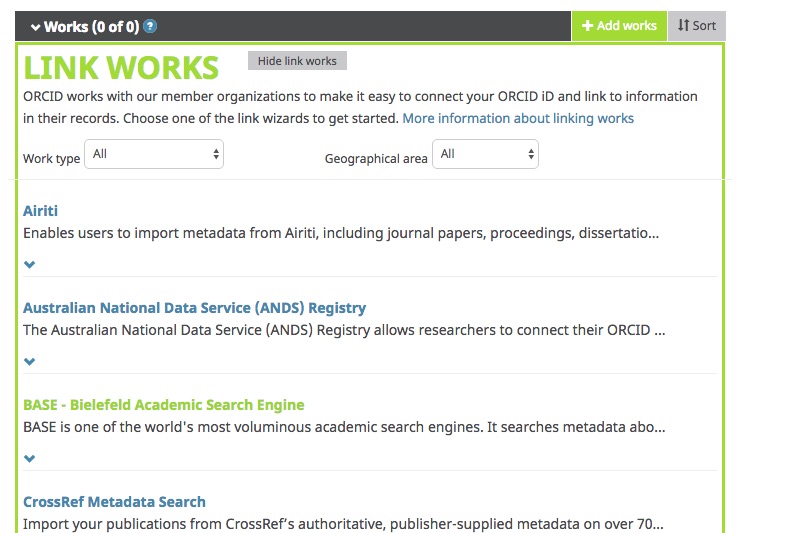 Works (0 of 0) ?
+ Add works
Sort
LINK WORKS
Hide link works
ORCID works with our member organizations to make it easy to connect your ORCID iD and link to information
in their records. Choose one of the link wizards to get started. More information about linking works
Work type All
Geographical area All
Airiti
Enables users to import metadata from Airiti, including journal papers, proceedings, dissertatio...
Australian National Data Service (ANDS) Registry
The Australian National Data Service (ANDS) Registry allows researchers to connect their ORCID ...
BASE - Bielefeld Academic Search Engine
BASE is one of the world's most voluminous academic search engines. It searches metadata abo...
CrossRef Metadata Search
Import your publications from CrossRef's authoritative, publisher-supplied metadata on over 70...